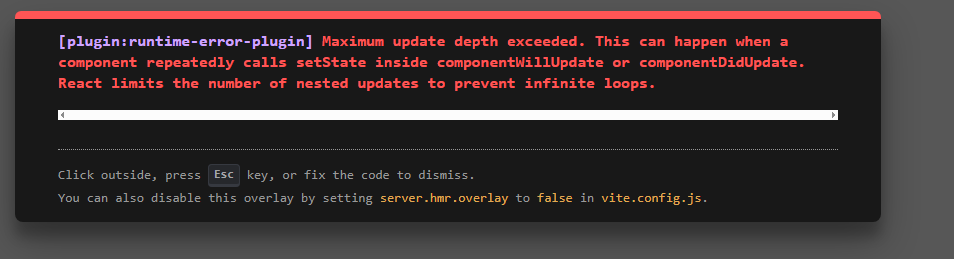 [plugin:runtime-error-plugin] Maximum update depth exceeded. This can happen when a
component repeatedly calls setState inside componentWillUpdate or componentDidUpdate.
React limits the number of nested updates to prevent infinite loops.
Click outside, press Esc key, or fix the code to dismiss.
You can also disable this overlay by setting server.hmr.overlay to false in vite.config.js.